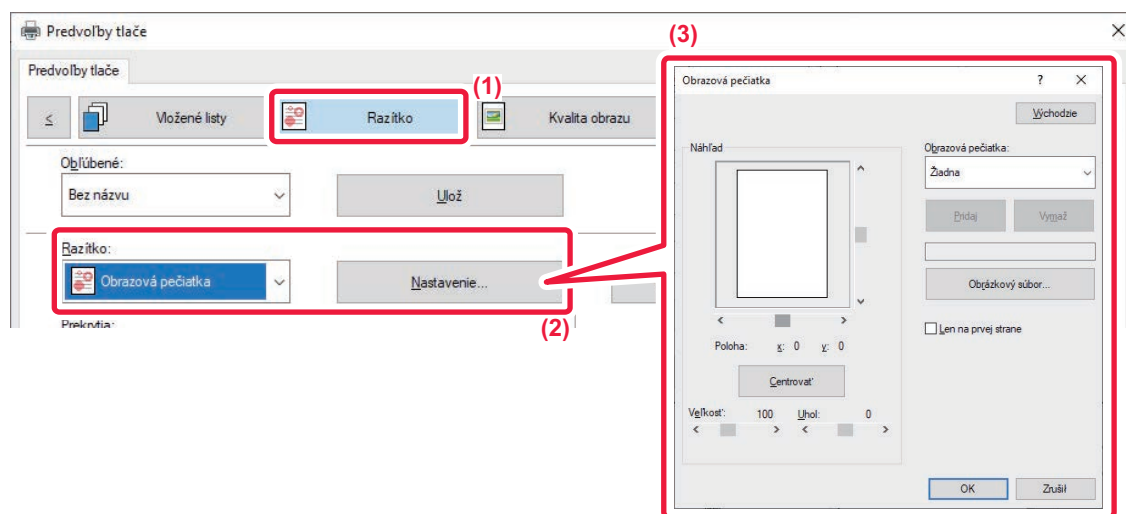 Predvoľby tlače
Predvoľby tlače
(1)
< Vložené listy Razítko Kvalita obrazu
Obľúbené:
Bez názvu Ulož
Razítko:
Obrazová pečiatka Nastavenie...
(2)
Prekrytia:
(3)
Obrazová pečiatka ? ×
Východzie
Náhľad
Obrazová pečiatka:
Žiadna
Pridaj Vymaž
Obrázkový súbor...
Len na prvej strane
Poloha: x: 0 y: 0
Centrovať
Veľkosť: 100 Uhol: 0
OK Zrušiť